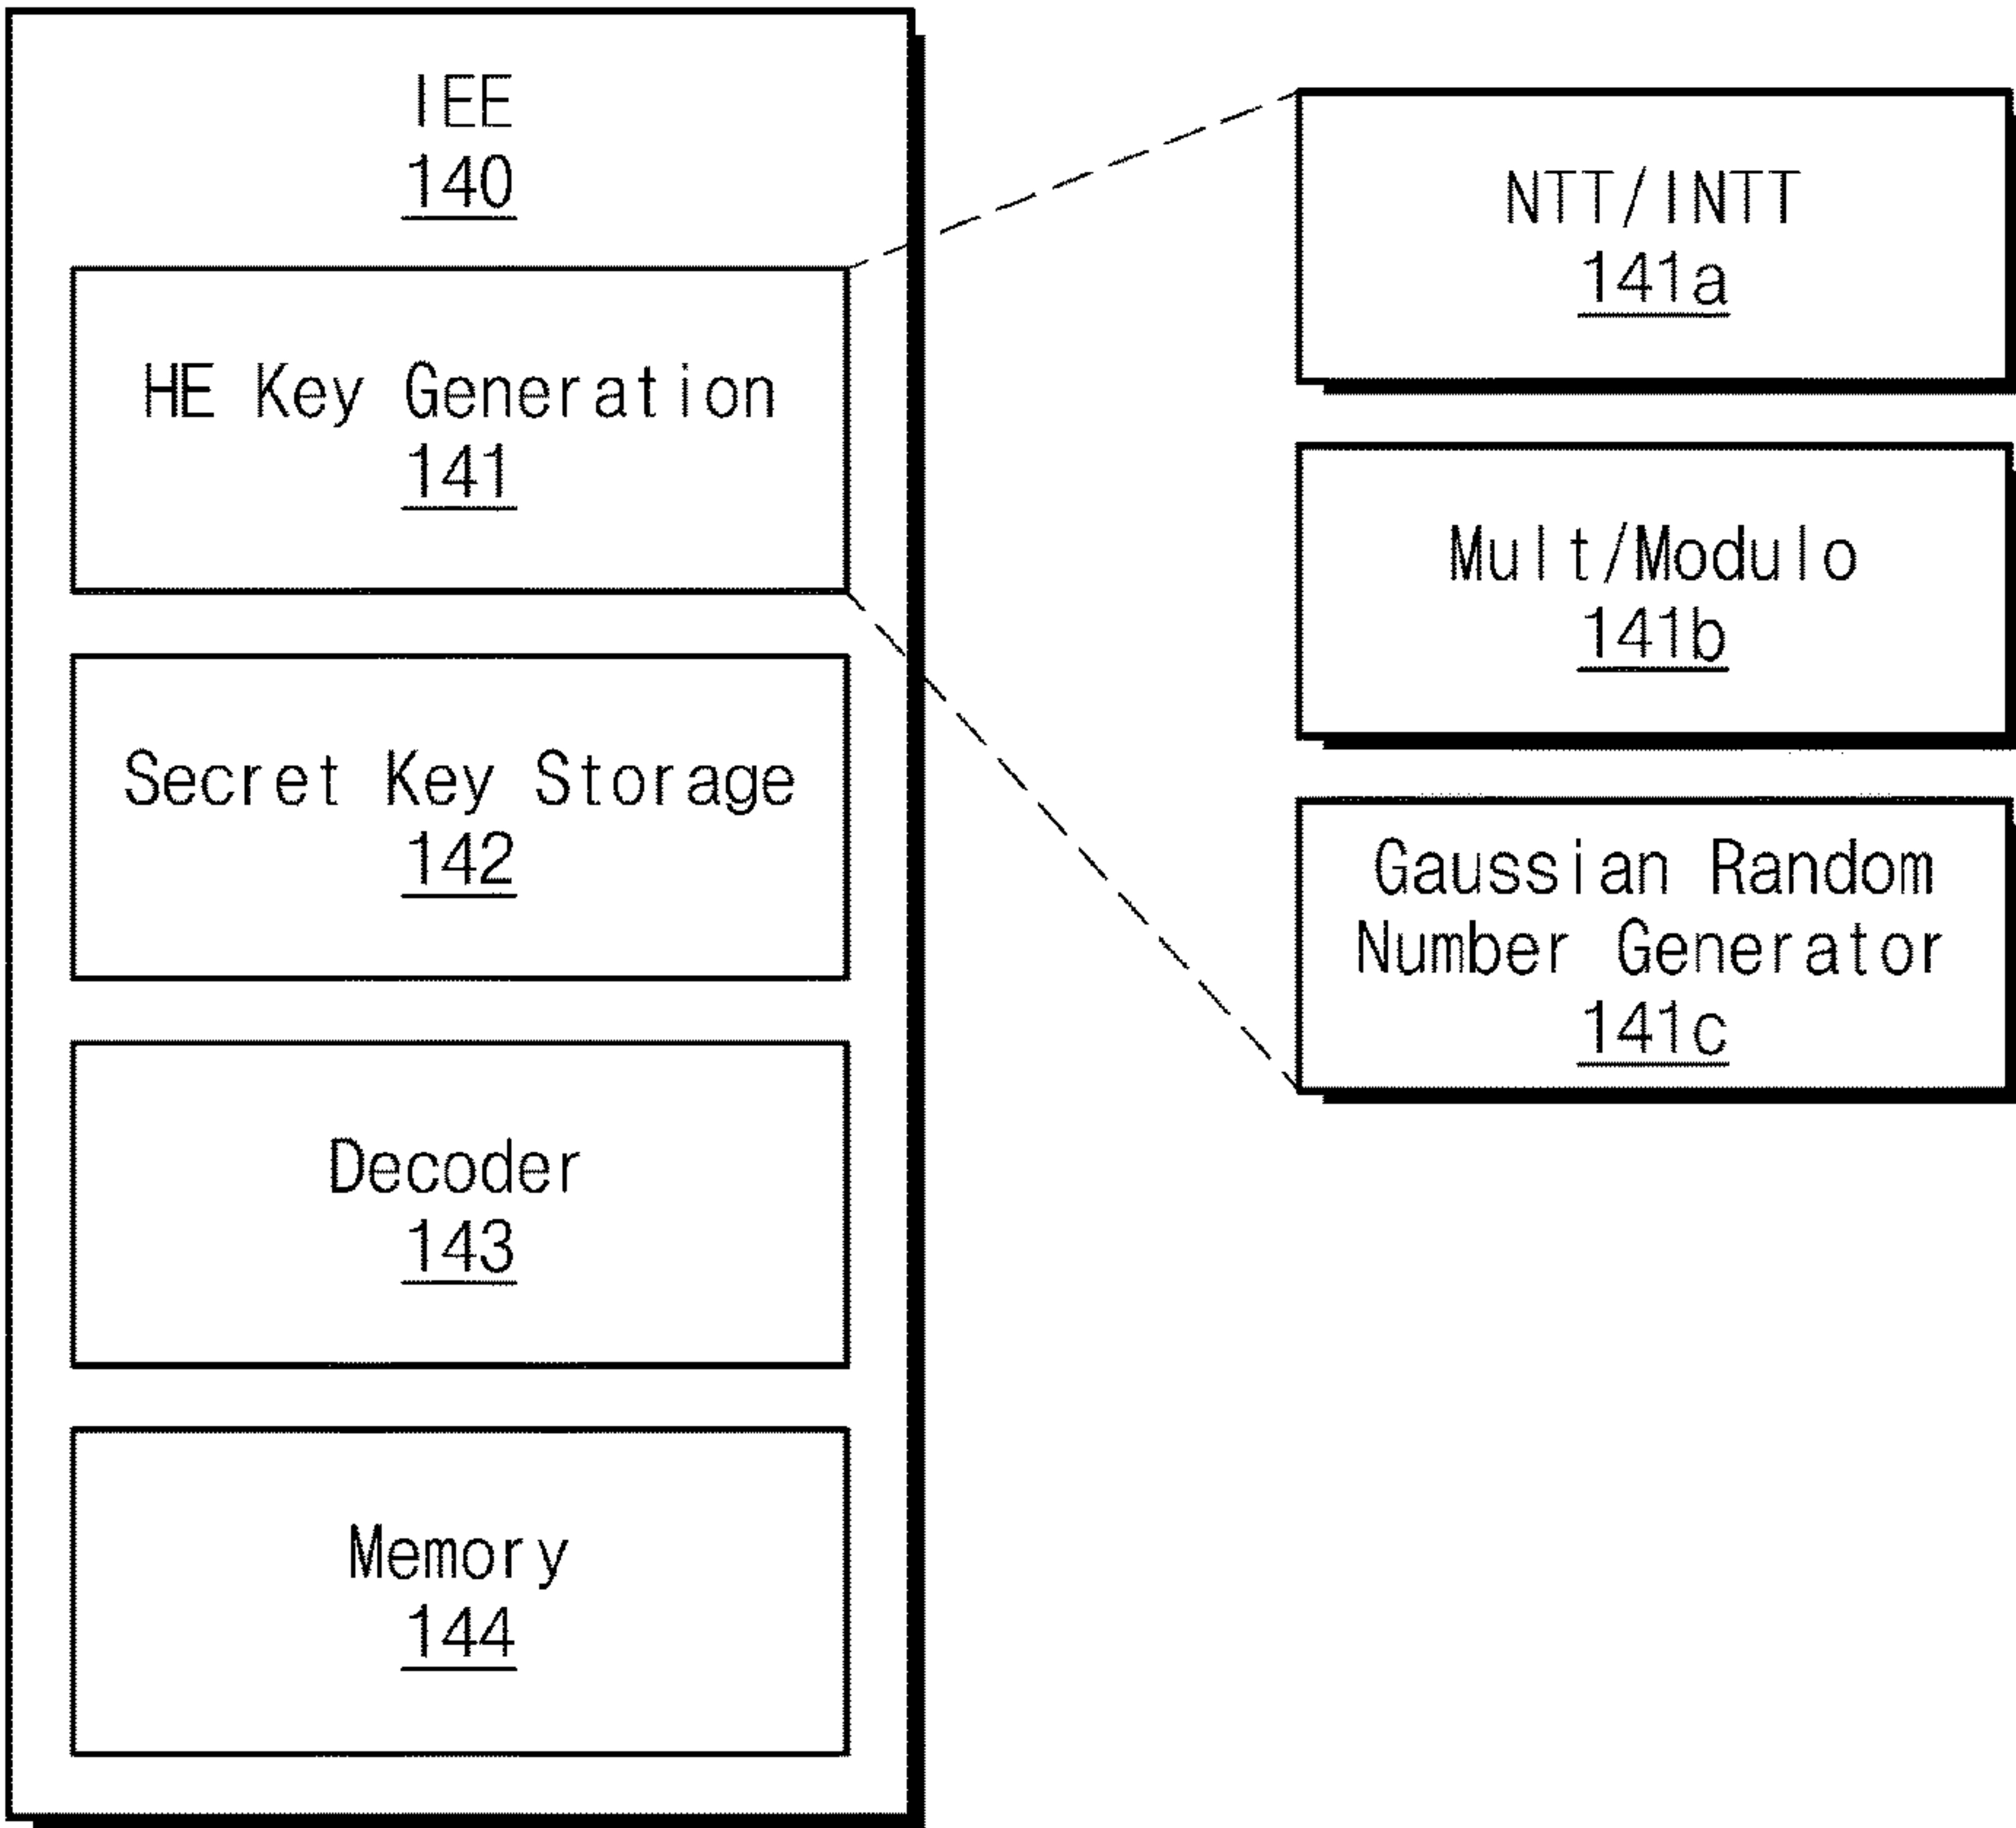 IEE
140
HE Key Generation
141
Secret Key Storage
142
Decoder
143
Memory
144
NTT/INTT
141a
Mult/Modulo
141b
Gaussian Random
Number Generator
141c